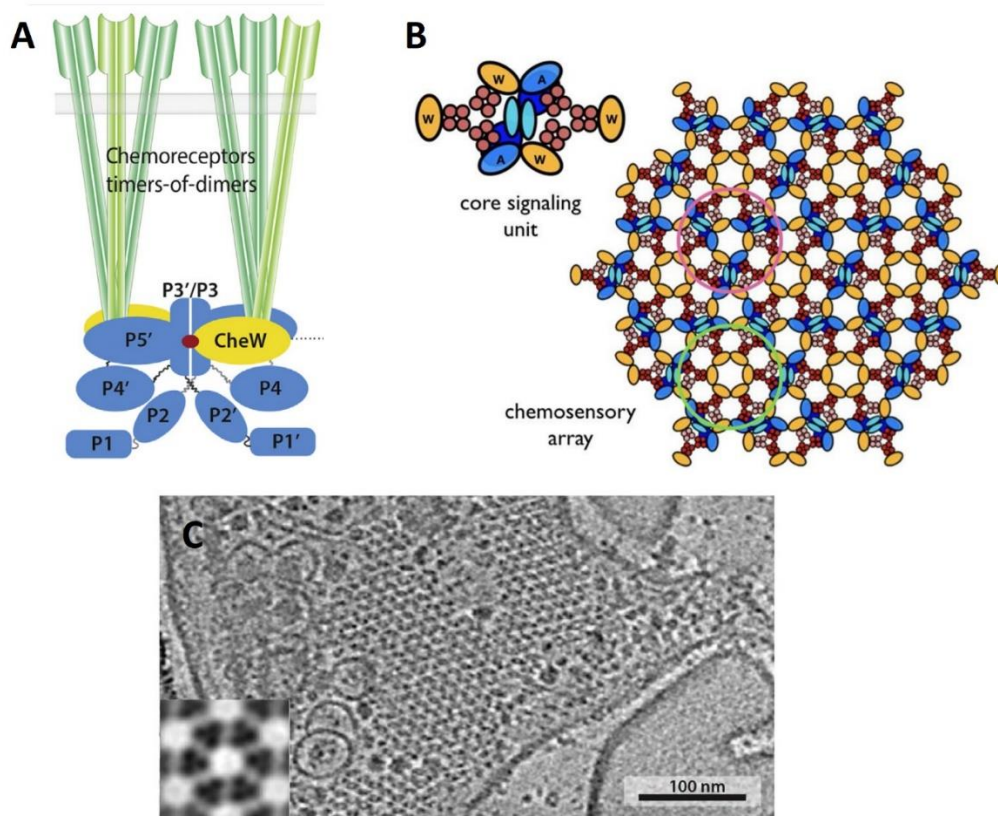 A
Chemoreceptors
timers-of-dimers
P3'/P3
P5'
CheW
P4'
P4
P2
P2'
P1
P1'
B
W
A
W
W
A
W
core signaling
unit
chemosensory
array
C
100 nm